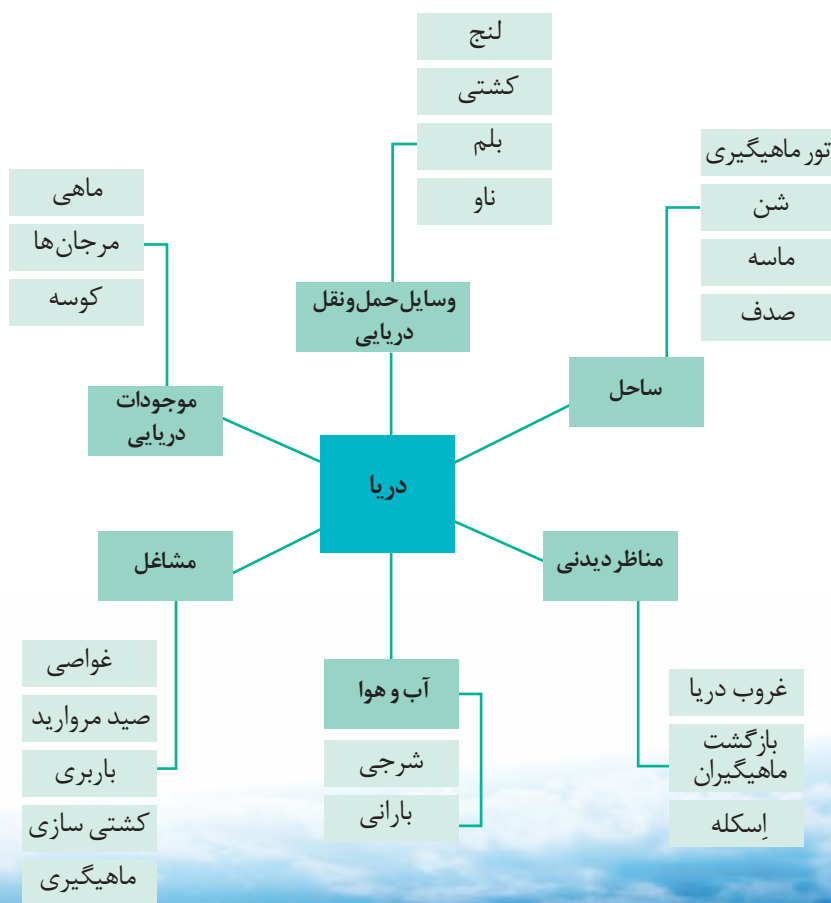 لنج
کشتی
بلم
ناو
وسایل حمل‌ونقل
دریایی
تور ماهیگیری
شن
ماسه
صدف
ساحل
ماهی
مرجان‌ها
کوسه
موجودات
دریایی
دریا
مناظر دیدنی
غروب دریا
بازگشت
ماهیگیران
اِسکله
آب و هوا
شرجی
بارانی
مشاغل
غواصی
صید مروارید
باربری
کشتی سازی
ماهیگیری